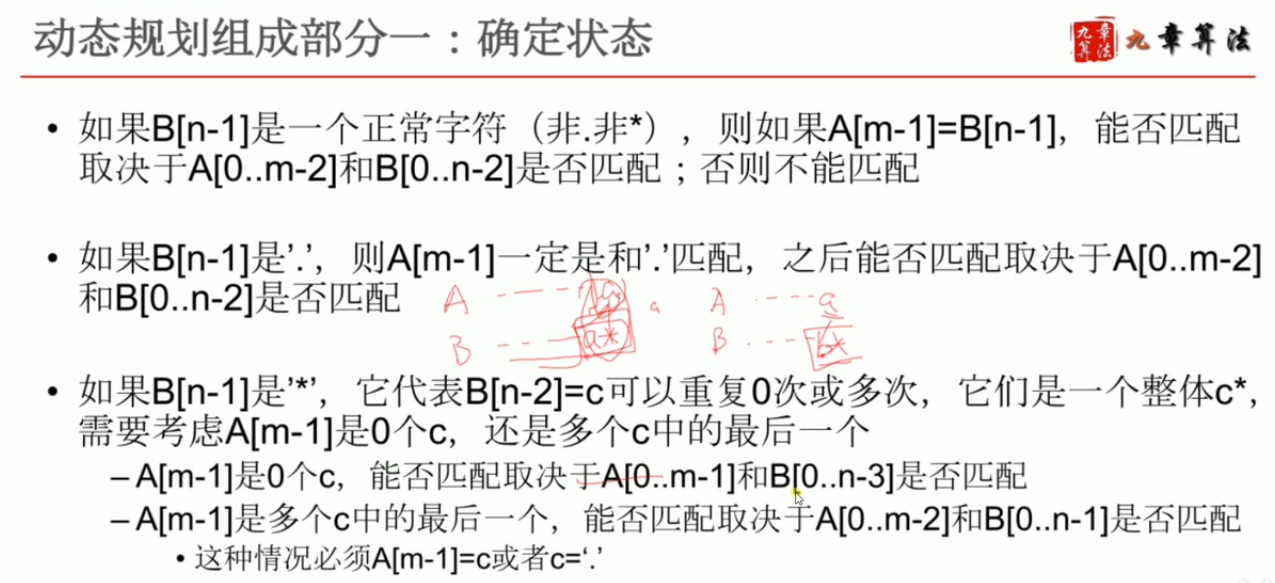 动态规划组成部分一：确定状态
九章算法
九章算法
• 如果B[n-1]是一个正常字符（非.非*），则如果A[m-1]=B[n-1]，能否匹配
取决于A[0..m-2]和B[0..n-2]是否匹配；否则不能匹配
• 如果B[n-1]是’.’，则A[m-1]一定是和’.’匹配，之后能否匹配取决于A[0..m-2]
和B[0..n-2]是否匹配
A a a A a
B a* B b*
• 如果B[n-1]是’*’，它代表B[n-2]=c可以重复0次或多次，它们是一个整体c*，
需要考虑A[m-1]是0个c，还是多个c中的最后一个
– A[m-1]是0个c，能否匹配取决于A[0..m-1]和B[0..n-3]是否匹配
– A[m-1]是多个c中的最后一个，能否匹配取决于A[0..m-2]和B[0..n-1]是否匹配
• 这种情况必须A[m-1]=c或者c=‘.’